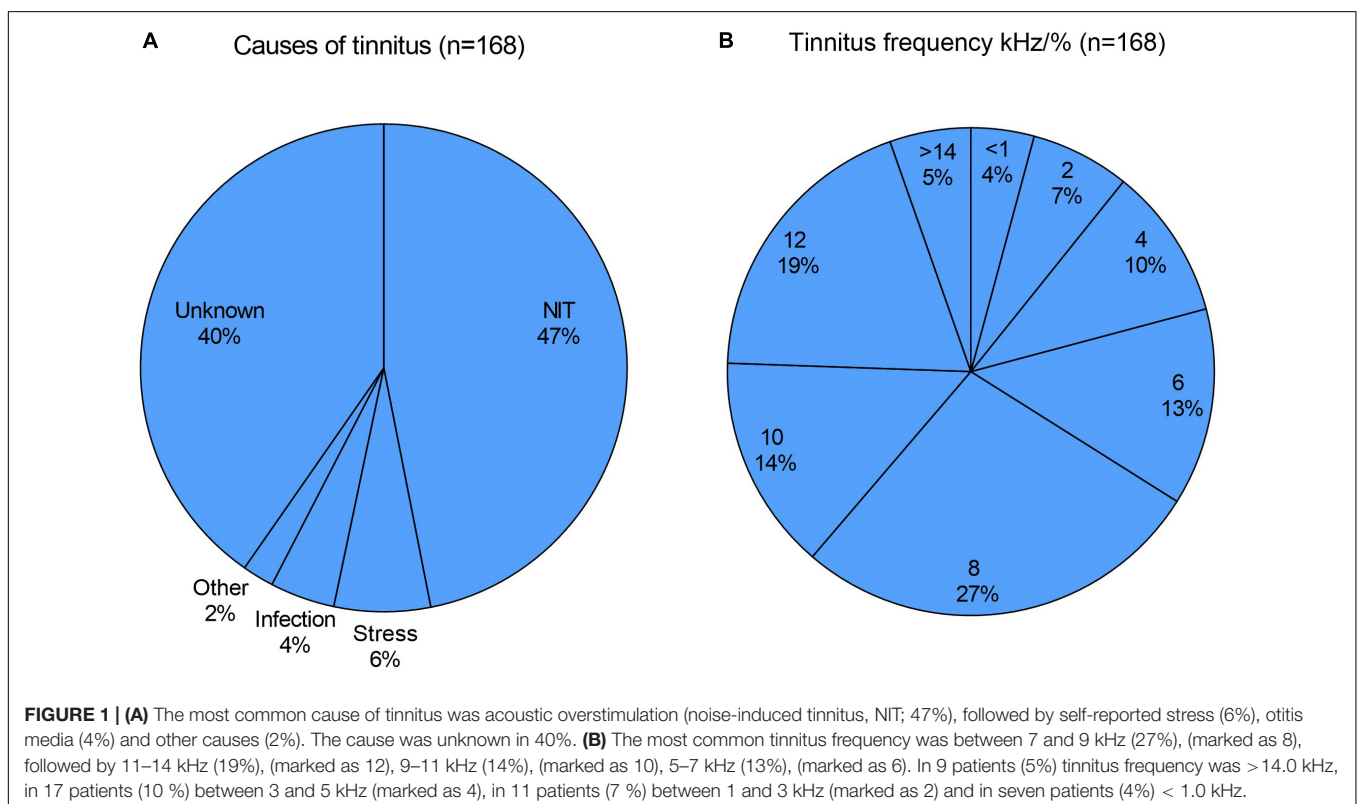 A Causes of tinnitus (n=168)
Unknown
40%
NIT
47%
Other
2%
Infection
4%
Stress
6%
B Tinnitus frequency kHz/% (n=168)
>14
5%
<1
4%
2
7%
12
19%
4
10%
6
13%
10
14%
8
27%
FIGURE 1 | (A) The most common cause of tinnitus was acoustic overstimulation (noise-induced tinnitus, NIT; 47%), followed by self-reported stress (6%), otitis
media (4%) and other causes (2%). The cause was unknown in 40%. (B) The most common tinnitus frequency was between 7 and 9 kHz (27%), (marked as 8),
followed by 11–14 kHz (19%), (marked as 12), 9–11 kHz (14%), (marked as 10), 5–7 kHz (13%), (marked as 6). In 9 patients (5%) tinnitus frequency was >14.0 kHz,
in 17 patients (10 %) between 3 and 5 kHz (marked as 4), in 11 patients (7 %) between 1 and 3 kHz (marked as 2) and in seven patients (4%) < 1.0 kHz.